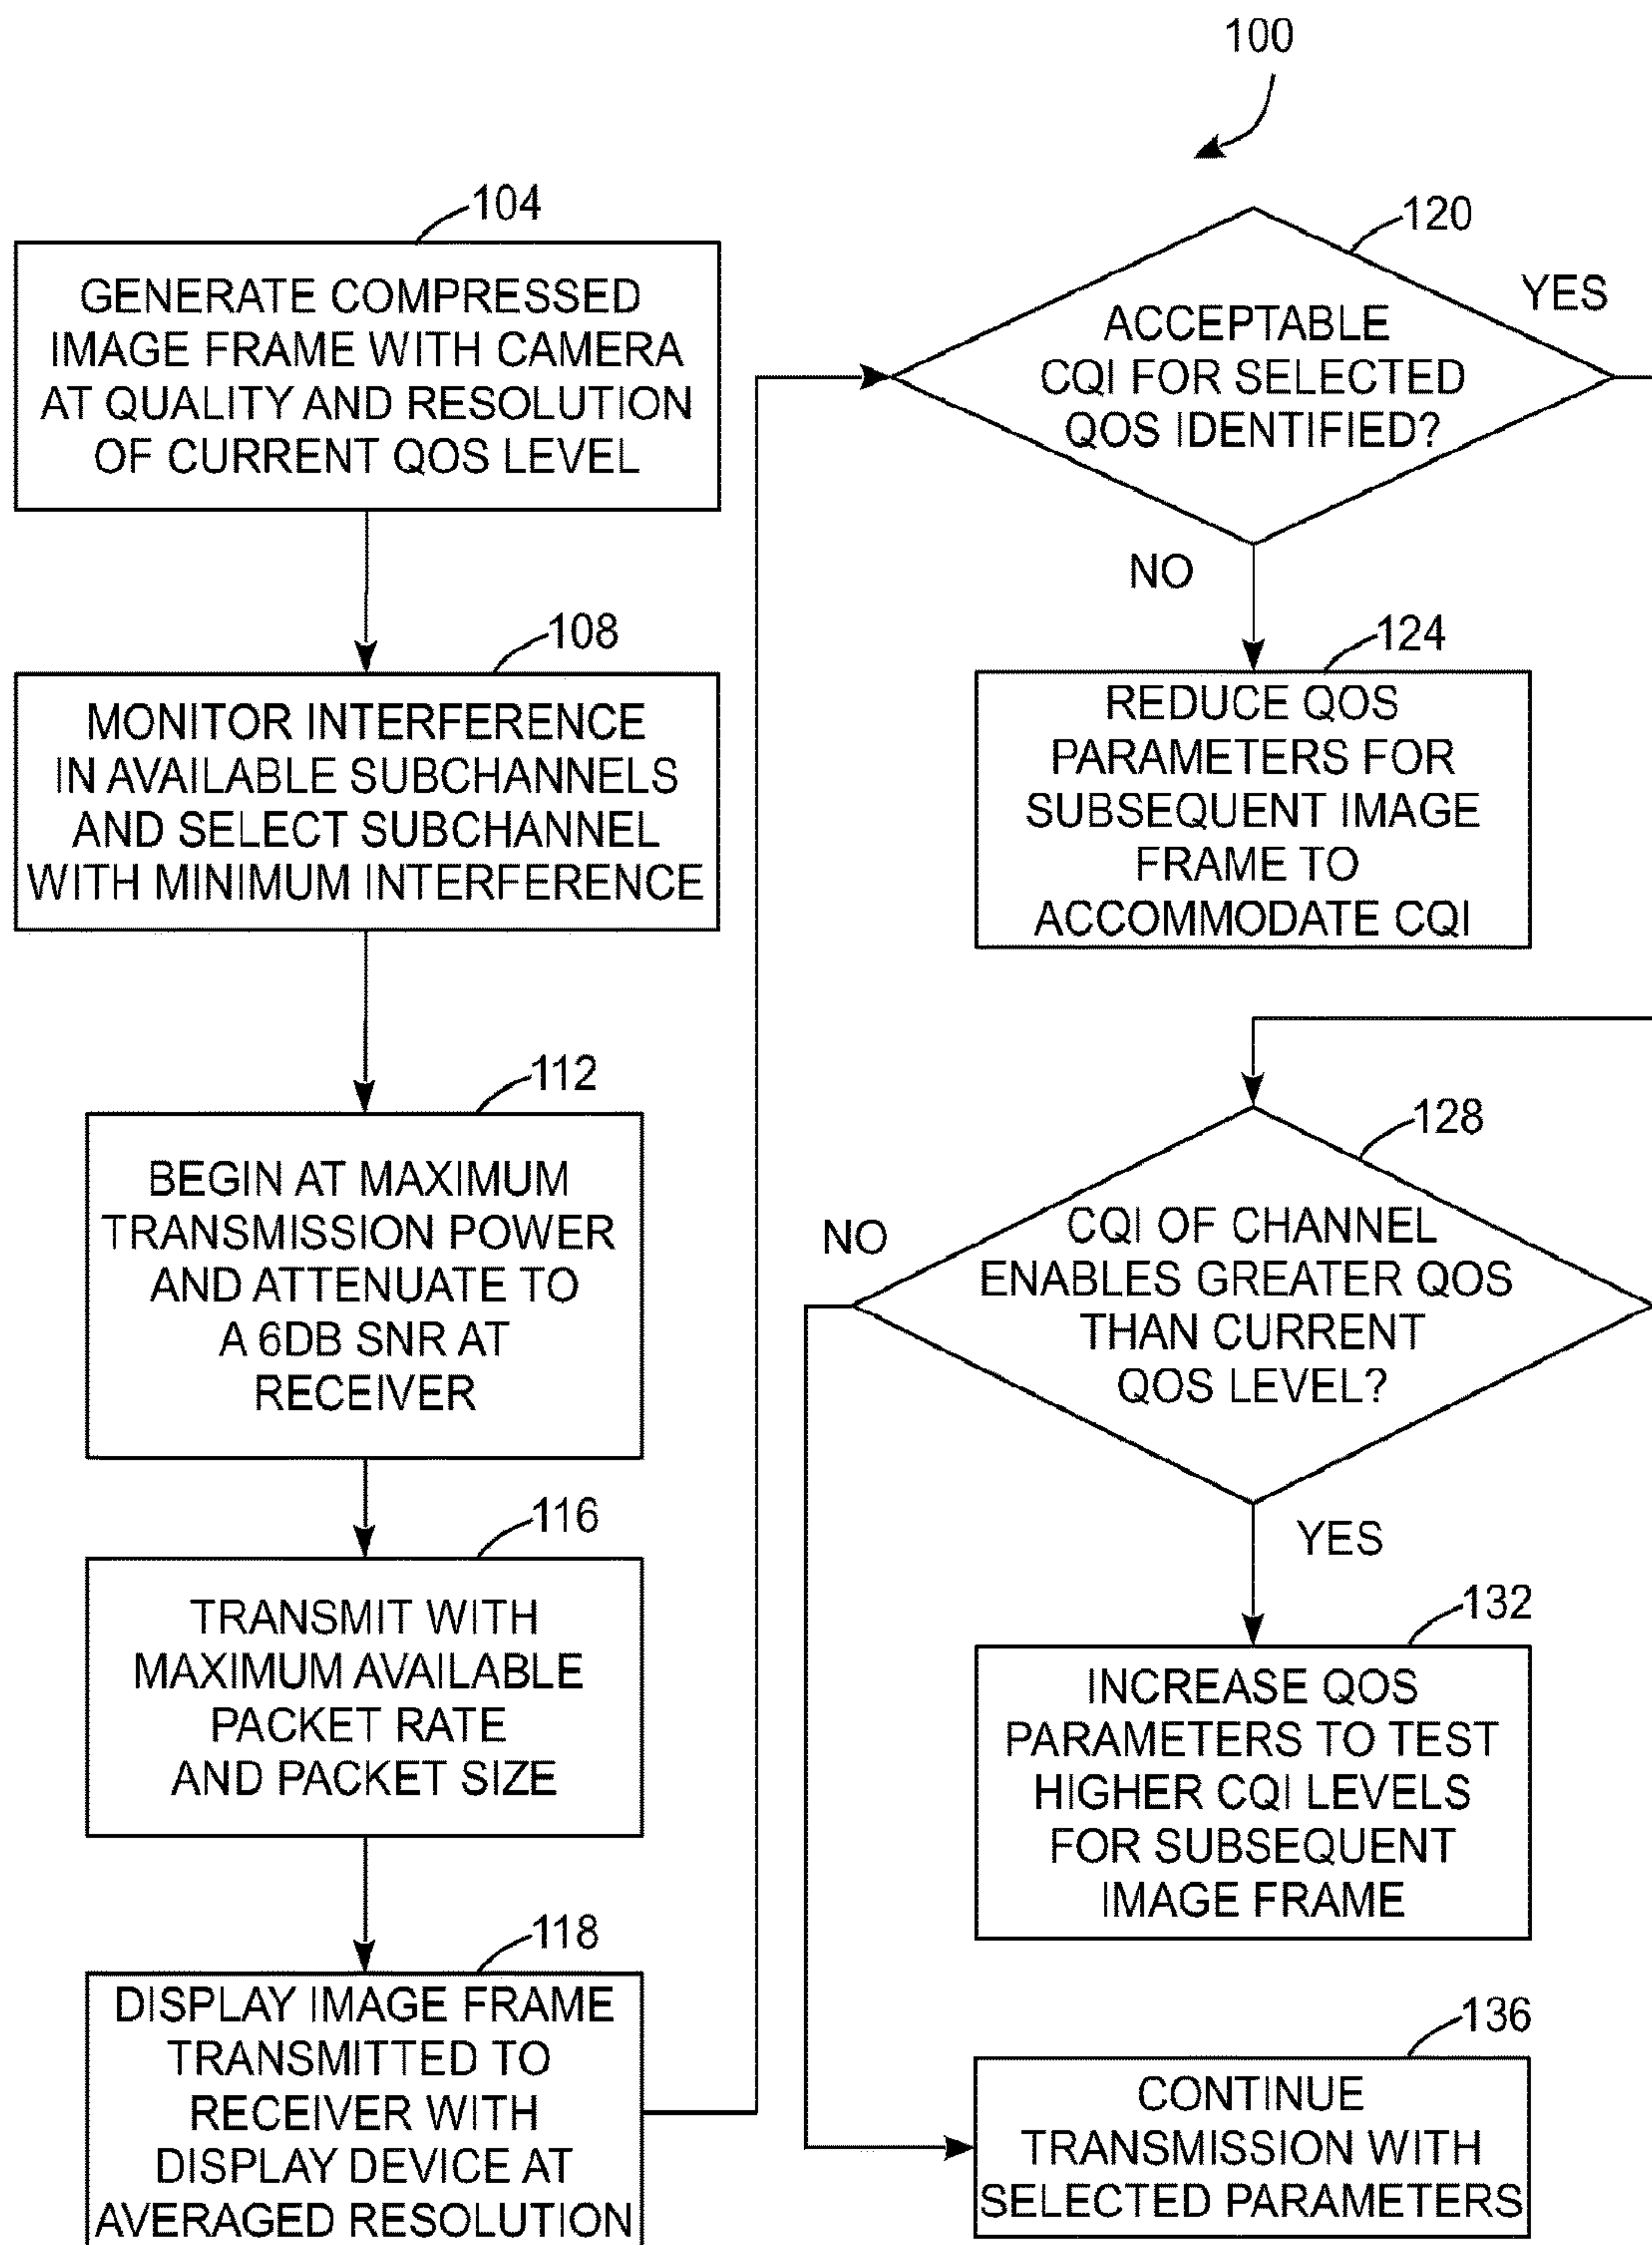 100
104
GENERATE COMPRESSED
IMAGE FRAME WITH CAMERA
AT QUALITY AND RESOLUTION
OF CURRENT QOS LEVEL
108
MONITOR INTERFERENCE
IN AVAILABLE SUBCHANNELS
AND SELECT SUBCHANNEL
WITH MINIMUM INTERFERENCE
112
BEGIN AT MAXIMUM
TRANSMISSION POWER
AND ATTENUATE TO
A 6DB SNR AT
RECEIVER
116
TRANSMIT WITH
MAXIMUM AVAILABLE
PACKET RATE
AND PACKET SIZE
118
DISPLAY IMAGE FRAME
TRANSMITTED TO
RECEIVER WITH
DISPLAY DEVICE AT
AVERAGED RESOLUTION
120
ACCEPTABLE
CQI FOR SELECTED
QOS IDENTIFIED?
YES
NO
124
REDUCE QOS
PARAMETERS FOR
SUBSEQUENT IMAGE
FRAME TO
ACCOMMODATE CQI
128
CQI OF CHANNEL
ENABLES GREATER QOS
THAN CURRENT
QOS LEVEL?
NO
YES
132
INCREASE QOS
PARAMETERS TO TEST
HIGHER CQI LEVELS
FOR SUBSEQUENT
IMAGE FRAME
136
CONTINUE
TRANSMISSION WITH
SELECTED PARAMETERS